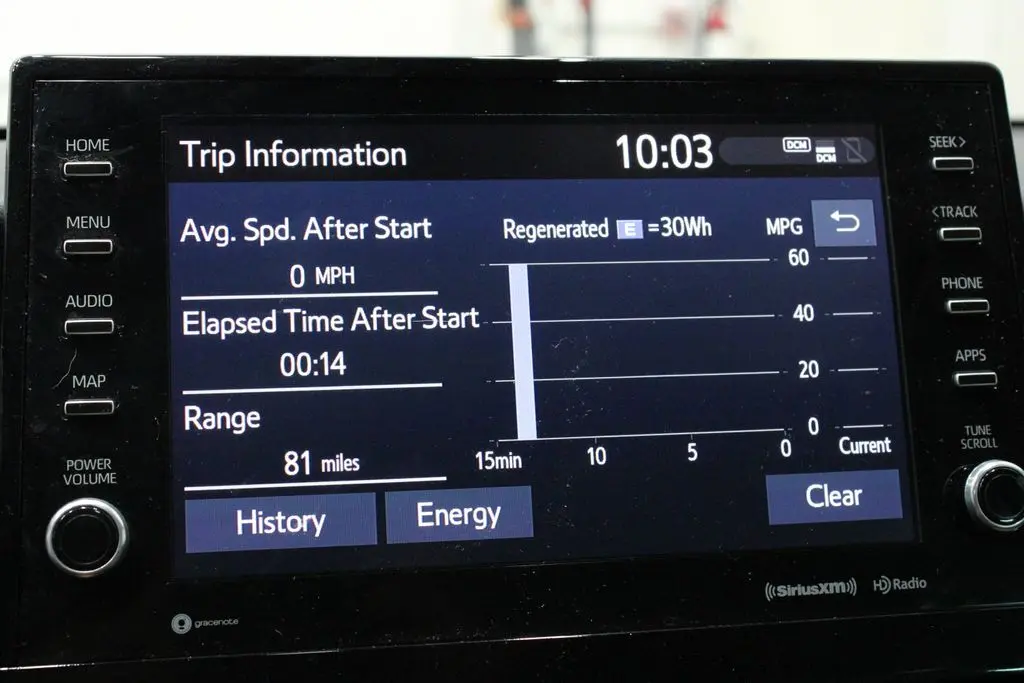 HOME
MENU
AUDIO
MAP
POWER
VOLUME
Trip Information
10:03
DCM
DCM
Avg. Spd. After Start
0 MPH
Elapsed Time After Start
00:14
Range
81 miles
Regenerated E =30Wh
MPG
60
40
20
0
15min 10 5 0 Current
History
Energy
Clear
SEEK>
<TRACK
PHONE
APPS
TUNE
SCROLL
gracenote
((SiriusXM))
HD Radio